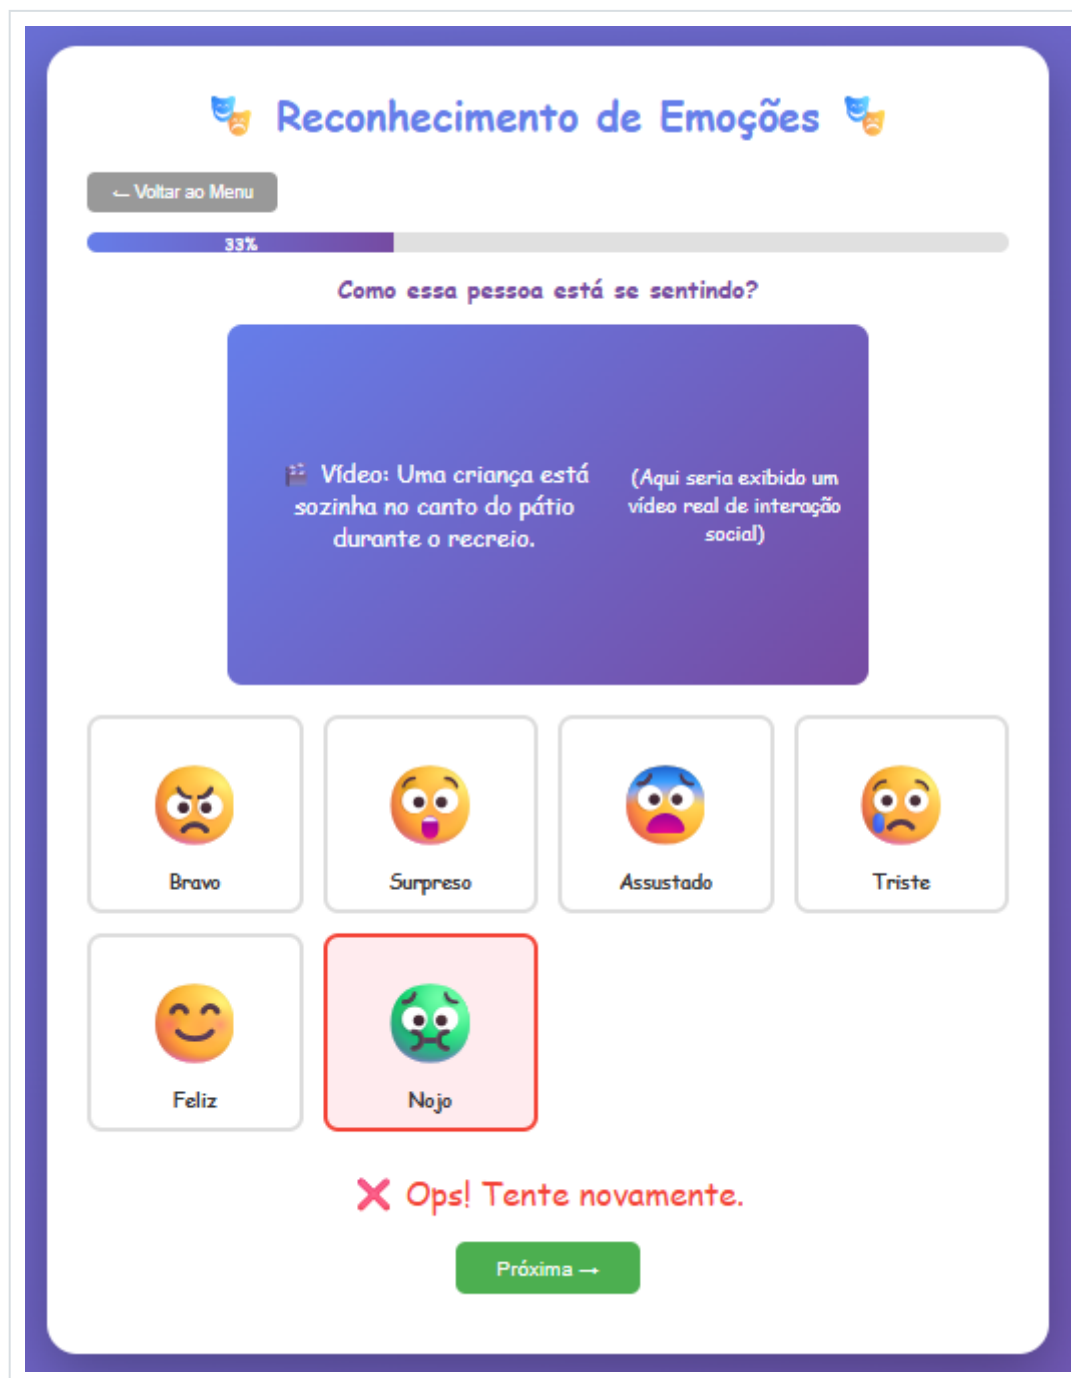 Reconhecimento de Emoções
← Voltar ao Menu
33%
Como essa pessoa está se sentindo?
Vídeo: Uma criança está
sozinha no canto do pátio
durante o recreio.
(Aqui seria exibido um
vídeo real de interação
social)
Bravo
Surpreso
Assustado
Triste
Feliz
Nojo
❌ Ops! Tente novamente.
Próxima →